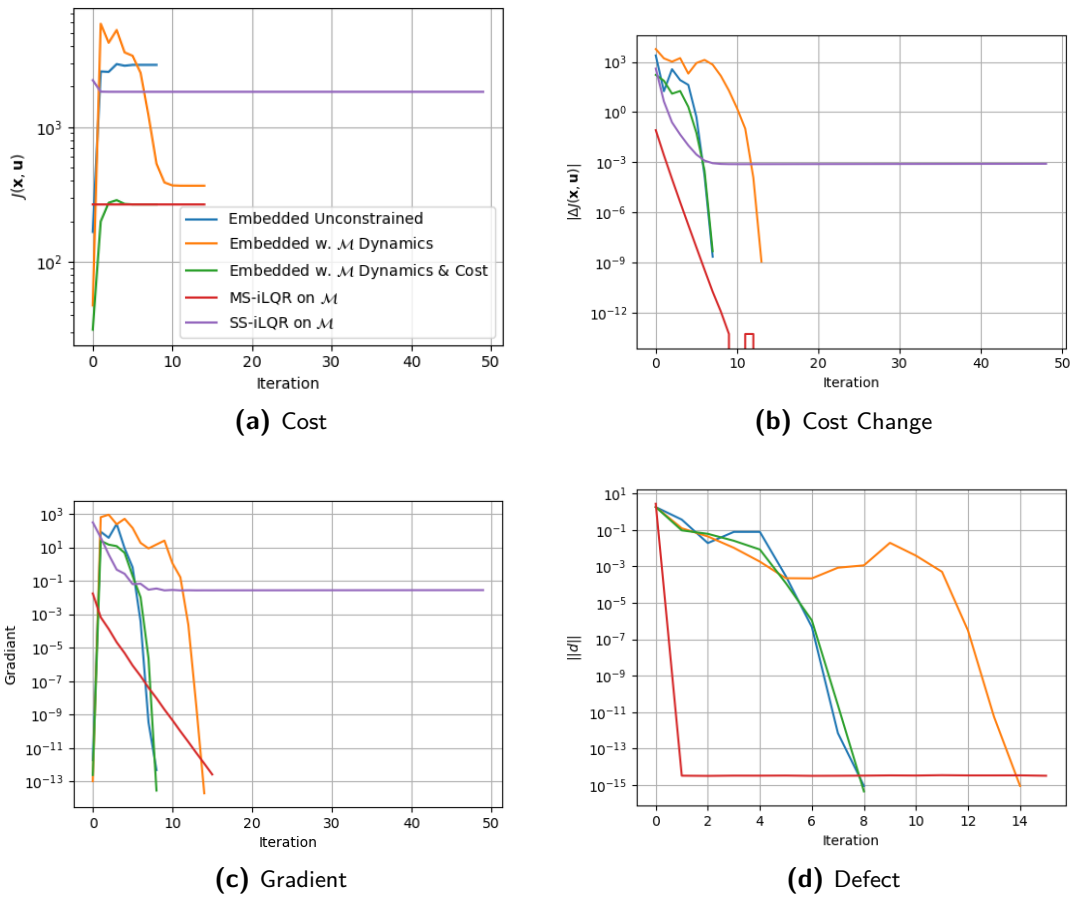 10³
10²
J(x, u)
0 10 20 30 40 50
Iteration
Embedded Unconstrained
Embedded w. ℳ Dynamics
Embedded w. ℳ Dynamics & Cost
MS-iLQR on ℳ
SS-iLQR on ℳ
(a) Cost
10³
10⁰
10⁻³
10⁻⁶
10⁻⁹
10⁻¹²
|ΔJ(x, u)|
0 10 20 30 40 50
Iteration
(b) Cost Change
10³
10¹
10⁻¹
10⁻³
10⁻⁵
10⁻⁷
10⁻⁹
10⁻¹¹
10⁻¹³
Gradiant
0 10 20 30 40 50
Iteration
(c) Gradient
10¹
10⁻¹
10⁻³
10⁻⁵
10⁻⁷
10⁻⁹
10⁻¹¹
10⁻¹³
10⁻¹⁵
||d||
0 2 4 6 8 10 12 14
Iteration
(d) Defect